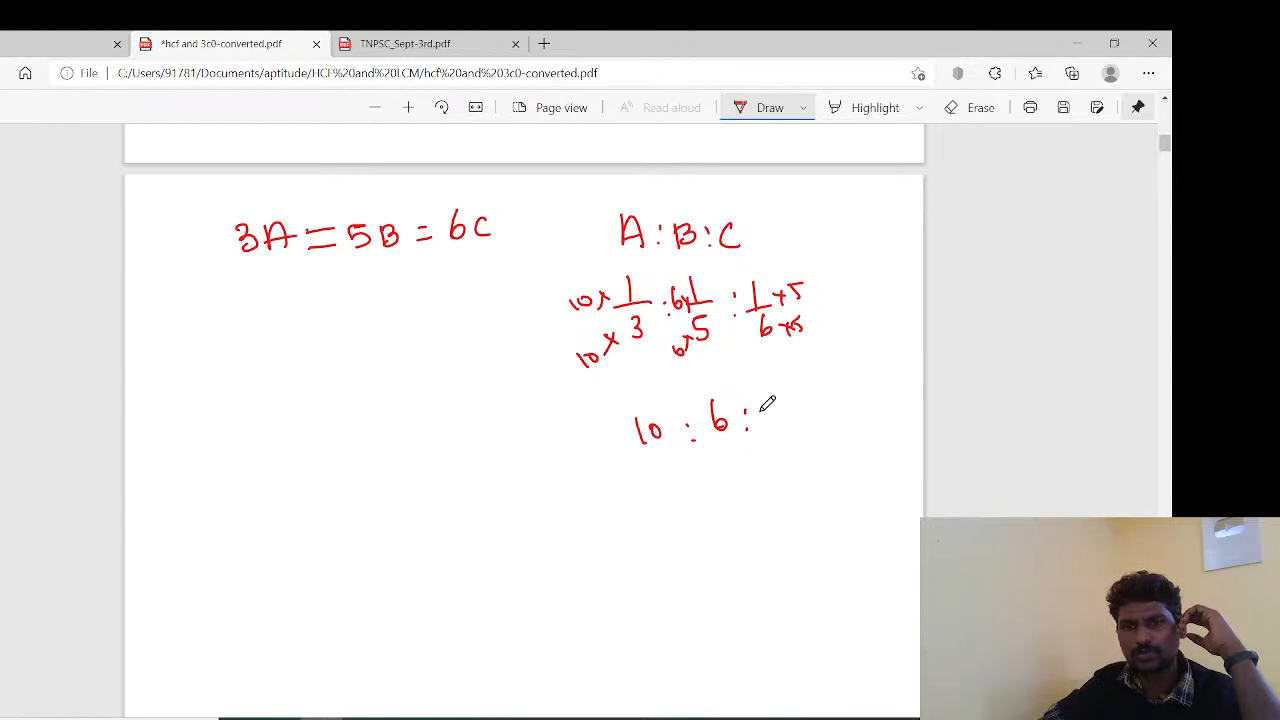 *hcf and 3c0-converted.pdf TNPSC_Sept-3rd.pdf
File C:/Users/91781/Documents/aptitude/HCF%20and%20LCM/hcf%20and%203c0-converted.pdf
Page view Read aloud Draw Highlight Erase
3A = 5B = 6C A : B : C
10× 1/3 : 6× 1/5 : 1/6 ×5
10× 6× ×5
10 : 6 :